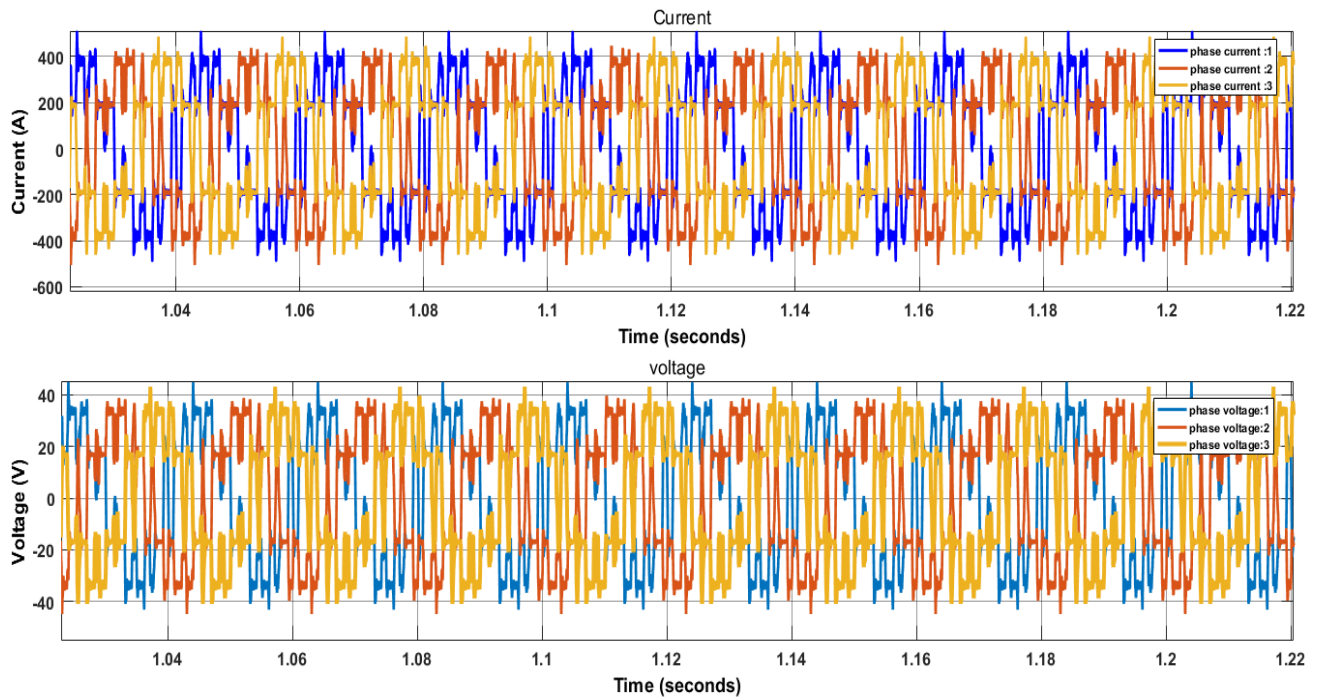 Current
400
200
0
-200
-400
-600
Current (A)
phase current :1
phase current :2
phase current :3
1.04 1.06 1.08 1.1 1.12 1.14 1.16 1.18 1.2 1.22
Time (seconds)
voltage
40
20
0
-20
-40
Voltage (V)
phase voltage:1
phase voltage:2
phase voltage:3
1.04 1.06 1.08 1.1 1.12 1.14 1.16 1.18 1.2 1.22
Time (seconds)